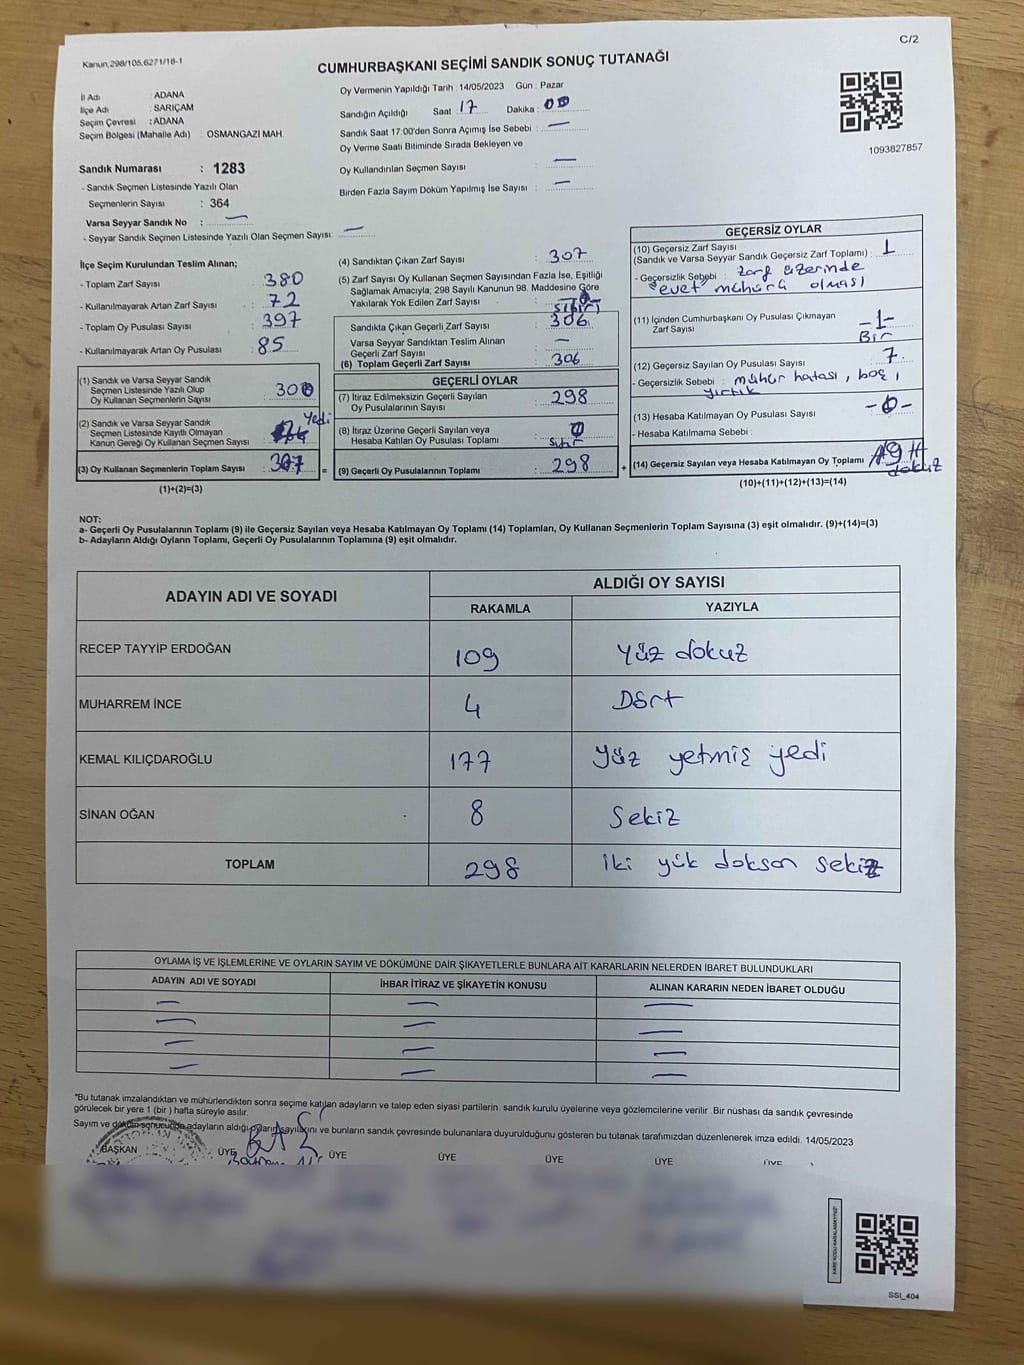 C/2
Kanun,298/105,6271/18-1
CUMHURBAŞKANI SEÇİMİ SANDIK SONUÇ TUTANAĞI
1093827857
İl Adı : ADANA
İlçe Adı : SARIÇAM
Seçim Çevresi : ADANA
Seçim Bölgesi (Mahalle Adı) : OSMANGAZİ MAH.
Sandık Numarası : 1283
- Sandık Seçmen Listesinde Yazılı Olan
Seçmenlerin Sayısı : 364
Varsa Seyyar Sandık No : —
- Seyyar Sandık Seçmen Listesinde Yazılı Olan Seçmen Sayısı: —
Oy Vermenin Yapıldığı Tarih : 14/05/2023 Gün : Pazar
Sandığın Açıldığı Saat : 17 Dakika : 00
Sandık Saat 17:00'den Sonra Açımış İse Sebebi : —
Oy Verme Saati Bitiminde Sırada Bekleyen ve
Oy Kullandırılan Seçmen Sayısı : —
Birden Fazla Sayım Döküm Yapılmış İse Sayısı : —
İlçe Seçim Kurulundan Teslim Alınan;
- Toplam Zarf Sayısı : 380
- Kullanılmayarak Artan Zarf Sayısı : 72
- Toplam Oy Pusulası Sayısı : 397
- Kullanılmayarak Artan Oy Pusulası : 85
(1) Sandık ve Varsa Seyyar Sandık
Seçmen Listesinde Yazılı Olup
Oy Kullanan Seçmenlerin Sayısı : 300
(2) Sandık ve Varsa Seyyar Sandık
Seçmen Listesinde Kayıtlı Olmayan
Kanun Gereği Oy Kullanan Seçmen Sayısı : Yedi
(3) Oy Kullanan Seçmenlerin Toplam Sayısı : 307 =
(1)+(2)=(3)
(4) Sandıktan Çıkan Zarf Sayısı : 307
(5) Zarf Sayısı Oy Kullanan Seçmen Sayısından Fazla İse, Eşitliği
Sağlamak Amacıyla; 298 Sayılı Kanunun 98. Maddesine Göre
Yakılarak Yok Edilen Zarf Sayısı : sıfır
Sandıkta Çıkan Geçerli Zarf Sayısı : 306
Varsa Seyyar Sandıktan Teslim Alınan
Geçerli Zarf Sayısı : —
(6) Toplam Geçerli Zarf Sayısı : 306
GEÇERLİ OYLAR
(7) İtiraz Edilmeksizin Geçerli Sayılan
Oy Pusulalarının Sayısı : 298
(8) İtiraz Üzerine Geçerli Sayılan veya
Hesaba Katılan Oy Pusulası Toplamı : 0 sıfır
(9) Geçerli Oy Pusulalarının Toplamı : 298 +
GEÇERSİZ OYLAR
(10) Geçersiz Zarf Sayısı
(Sandık ve Varsa Seyyar Sandık Geçersiz Zarf Toplamı) : 1
- Geçersizlik Sebebi : zarf üzerinde
"evet" mühürü olması
(11) İçinden Cumhurbaşkanı Oy Pusulası Çıkmayan
Zarf Sayısı : -1- Bir
(12) Geçersiz Sayılan Oy Pusulası Sayısı : 7.
- Geçersizlik Sebebi : mühür hatası, boş,
yırtık
(13) Hesaba Katılmayan Oy Pusulası Sayısı : -0-
- Hesaba Katılmama Sebebi :
(14) Geçersiz Sayılan veya Hesaba Katılmayan Oy Toplamı : 9 dokuz
(10)+(11)+(12)+(13)=(14)
NOT:
a- Geçerli Oy Pusulalarının Toplamı (9) ile Geçersiz Sayılan veya Hesaba Katılmayan Oy Toplamı (14) Toplamları, Oy Kullanan Seçmenlerin Toplam Sayısına (3) eşit olmalıdır. (9)+(14)=(3)
b- Adayların Aldığı Oyların Toplamı, Geçerli Oy Pusulalarının Toplamına (9) eşit olmalıdır.
ADAYIN ADI VE SOYADI ALDIĞI OY SAYISI
RAKAMLA YAZIYLA
RECEP TAYYİP ERDOĞAN 109 Yüz dokuz
MUHARREM İNCE 4 Dört
KEMAL KILIÇDAROĞLU 177 Yüz yetmiş yedi
SİNAN OĞAN 8 Sekiz
TOPLAM 298 iki yük dokson sekiz
OYLAMA İŞ VE İŞLEMLERİNE VE OYLARIN SAYIM VE DÖKÜMÜNE DAİR ŞİKAYETLERLE BUNLARA AİT KARARLARIN NELERDEN İBARET BULUNDUKLARI
ADAYIN ADI VE SOYADI İHBAR İTİRAZ VE ŞİKAYETİN KONUSU ALINAN KARARIN NEDEN İBARET OLDUĞU
— — —
— — —
— — —
— — —
*Bu tutanak imzalandıktan ve mühürlendikten sonra seçime katılan adayların ve talep eden siyasi partilerin sandık kurulu üyelerine veya gözlemcilerine verilir .Bir nüshası da sandık çevresinde
görülecek bir yere 1 (bir ) hafta süreyle asılır.
Sayım ve döküm sonucunda adayların aldığı oyların sayılarını ve bunların sandık çevresinde bulunanlara duyurulduğunu gösteren bu tutanak tarafımızdan düzenlenerek imza edildi. 14/05/2023
BAŞKAN ÜYE ÜYE ÜYE ÜYE ÜYE ÜYE
KARE KODU KARALAMAYINIZ!
SSI_404